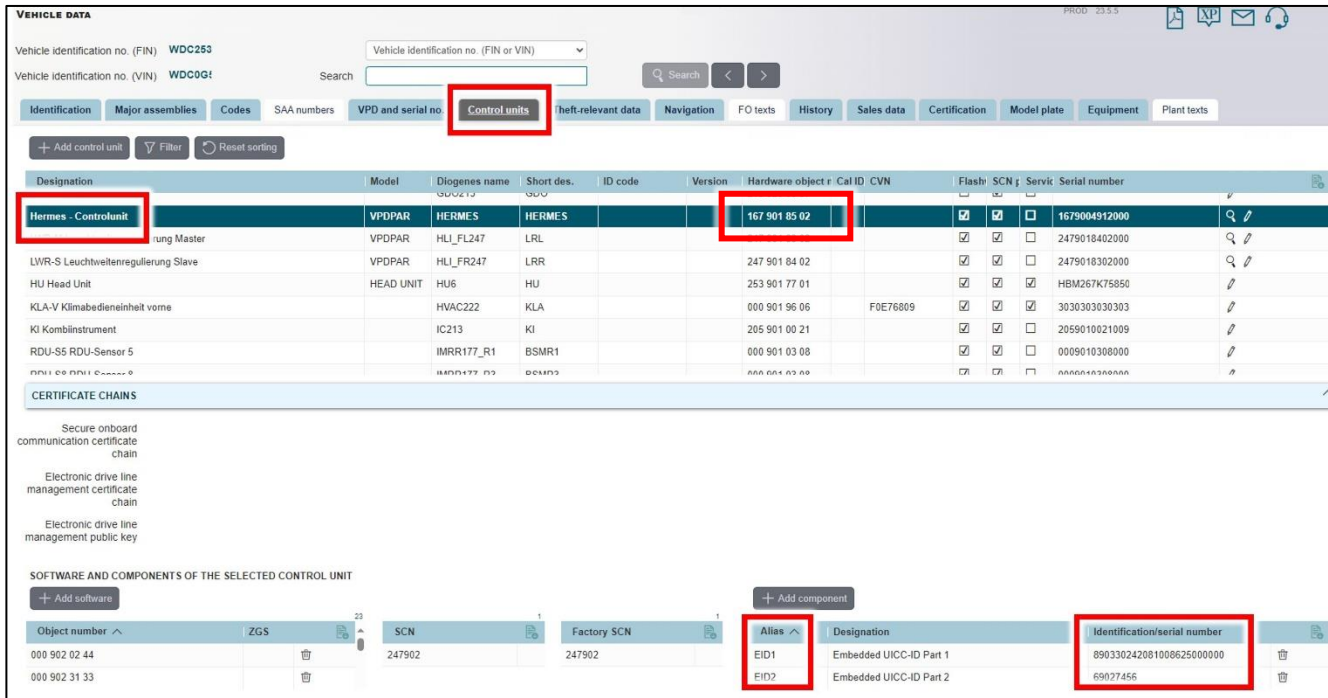 VEHICLE DATA
PROD 23.5.5
XP
Vehicle identification no. (FIN) WDC253 Vehicle identification no. (FIN or VIN)
Vehicle identification no. (VIN) Search Search < >
Identification Major assemblies Codes SAA numbers VPD and serial no. Control units Theft-relevant data Navigation FO texts History Sales data Certification Model plate Equipment Plant texts
+ Add control unit Filter Reset sorting
Designation Model Diogenes name Short des. ID code Version Hardware object Cal ID CVN SCN Serial number
Hermes - Controlunit VPDPAR HERMES HERMES 167 901 85 02 1679004912000
rung Master VPDPAR HLI_FL247 LRL 2479018402000
LWR-S Leuchtweitenregulierung Slave VPDPAR HLI_FR247 LRR 247 901 84 02 2479018302000
HU Head Unit HEAD UNIT HU6 HU 253 901 77 01 HBM267K75850
KLA-V Klimabedieneinheit vorne HVAC222 KLA 000 901 96 06 F0E76809 3030303030303
KI Kombiinstrument IC213 KI 205 901 00 21 2059010021009
RDU-S5 RDU-Sensor 5 IMRR177_R1 BSMR1 000 901 03 08 0009010308000
CERTIFICATE CHAINS
Secure onboard
communication certificate
chain
Electronic drive line
management certificate
chain
Electronic drive line
management public key
SOFTWARE AND COMPONENTS OF THE SELECTED CONTROL UNIT
+ Add software + Add component
23 1 1
Object number ZGS SCN Factory SCN Alias Designation Identification/serial number
000 902 02 44 247902 247902 EID1 Embedded UICC-ID Part 1 890330242081008625000000
000 902 31 33 EID2 Embedded UICC-ID Part 2 69027456